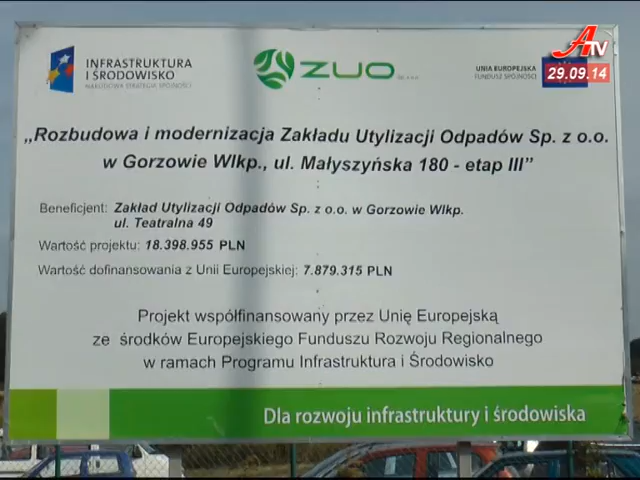 INFRASTRUKTURA
I ŚRODOWISKO
NARODOWA STRATEGIA SPÓJNOŚCI
ZUO
UNIA EUROPEJSKA
FUNDUSZ SPÓJNOŚCI
ATV
29.09.14
„Rozbudowa i modernizacja Zakładu Utylizacji Odpadów Sp. z o.o.
w Gorzowie Wlkp., ul. Małyszyńska 180 - etap III”
Beneficjent: Zakład Utylizacji Odpadów Sp. z o.o. w Gorzowie Wlkp.
ul. Teatralna 49
Wartość projektu: 18.398.955 PLN
Wartość dofinansowania z Unii Europejskiej: 7.879.315 PLN
Projekt współfinansowany przez Unię Europejską
ze środków Europejskiego Funduszu Rozwoju Regionalnego
w ramach Programu Infrastruktura i Środowisko
Dla rozwoju infrastruktury i środowiska